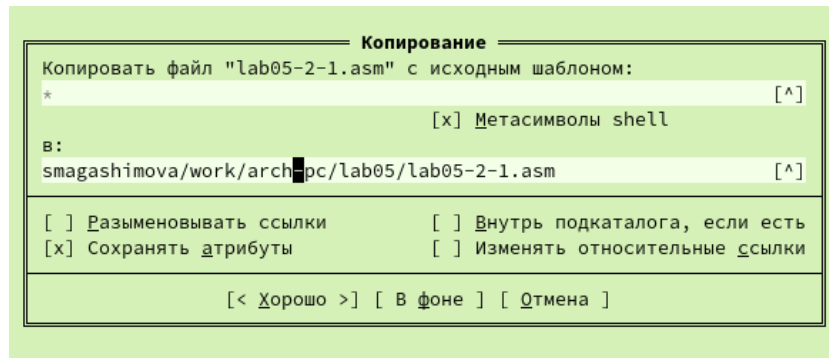 Копирование
Копировать файл "lab05-2-1.asm" с исходным шаблоном:
* [^]
[x] Метасимволы shell
в:
smagashimova/work/arch-pc/lab05/lab05-2-1.asm [^]
[ ] Разыменовывать ссылки [ ] Внутрь подкаталога, если есть
[x] Сохранять атрибуты [ ] Изменять относительные ссылки
[< Хорошо >] [ В фоне ] [ Отмена ]